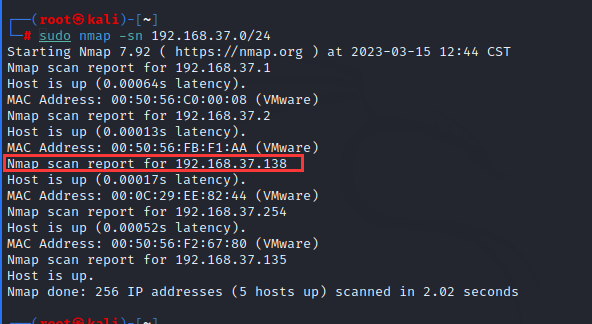 ┌──(root㉿kali)-[~]
└─# sudo nmap -sn 192.168.37.0/24
Starting Nmap 7.92 ( https://nmap.org ) at 2023-03-15 12:44 CST
Nmap scan report for 192.168.37.1
Host is up (0.00064s latency).
MAC Address: 00:50:56:C0:00:08 (VMware)
Nmap scan report for 192.168.37.2
Host is up (0.00013s latency).
MAC Address: 00:50:56:FB:F1:AA (VMware)
Nmap scan report for 192.168.37.138
Host is up (0.00017s latency).
MAC Address: 00:0C:29:EE:82:44 (VMware)
Nmap scan report for 192.168.37.254
Host is up (0.00052s latency).
MAC Address: 00:50:56:F2:67:80 (VMware)
Nmap scan report for 192.168.37.135
Host is up.
Nmap done: 256 IP addresses (5 hosts up) scanned in 2.02 seconds
┌──(root㉿kali)-[~]